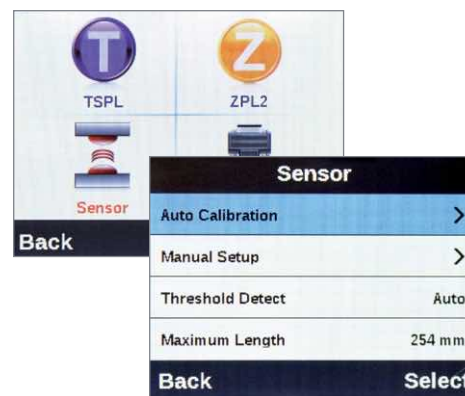 T Z
TSPL ZPL2
Sensor
Back
Sensor
Auto Calibration >
Manual Setup >
Threshold Detect Auto
Maximum Length 254 mm
Back Select